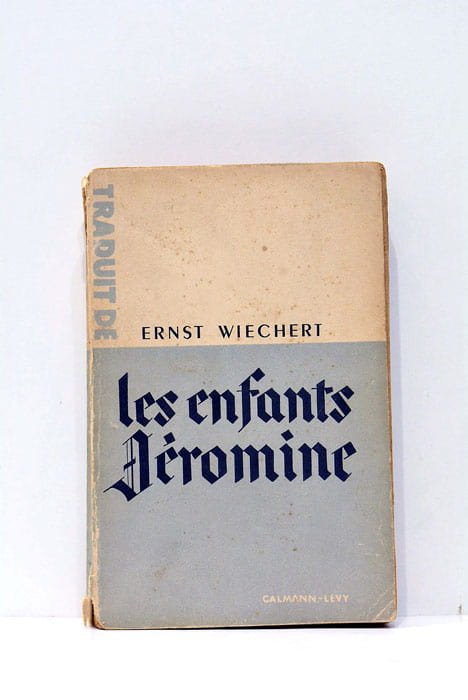 TRADUIT DE
ERNST WIECHERT
les enfants
Jéromine
CALMANN-LÉVY